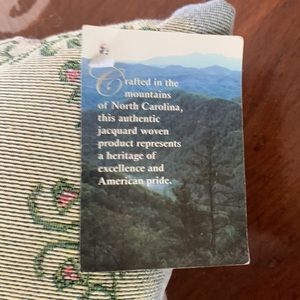 Crafted in the
mountains
of North Carolina,
this authentic
jacquard woven
product represents
a heritage of
excellence and
American pride.